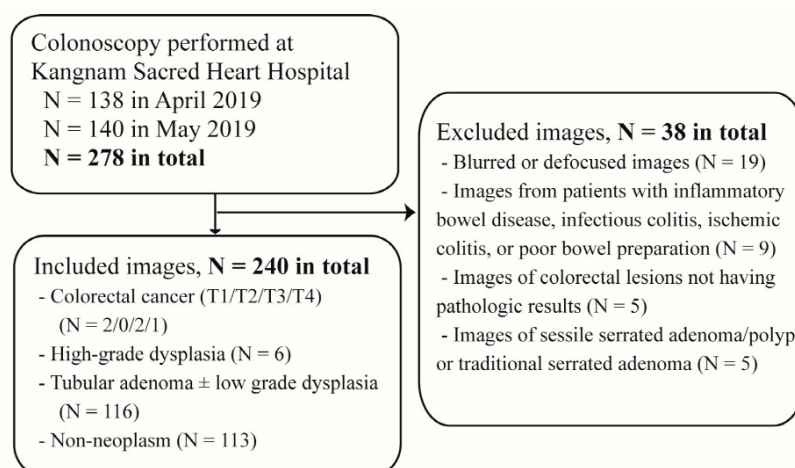 Colonoscopy performed at
Kangnam Sacred Heart Hospital
N = 138 in April 2019
N = 140 in May 2019
N = 278 in total
Excluded images, N = 38 in total
- Blurred or defocused images (N = 19)
- Images from patients with inflammatory
bowel disease, infectious colitis, ischemic
colitis, or poor bowel preparation (N = 9)
- Images of colorectal lesions not having
pathologic results (N = 5)
- Images of sessile serrated adenoma/polyp
or traditional serrated adenoma (N = 5)
Included images, N = 240 in total
- Colorectal cancer (T1/T2/T3/T4)
(N = 2/0/2/1)
- High-grade dysplasia (N = 6)
- Tubular adenoma ± low grade dysplasia
(N = 116)
- Non-neoplasm (N = 113)